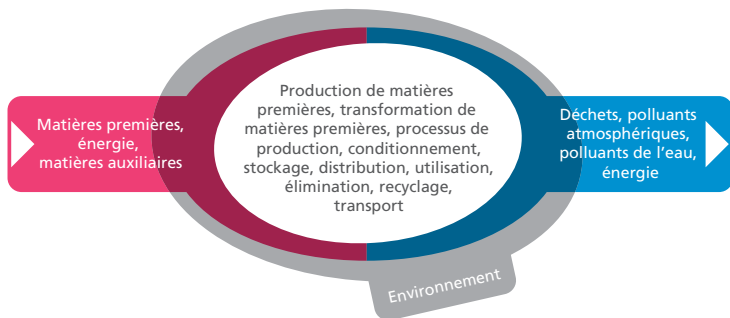 Matières premières,
énergie,
matières auxiliaires
Production de matières
premières, transformation de
matières premières, processus de
production, conditionnement,
stockage, distribution, utilisation,
élimination, recyclage,
transport
Déchets, polluants
atmosphériques,
polluants de l’eau,
énergie
Environnement